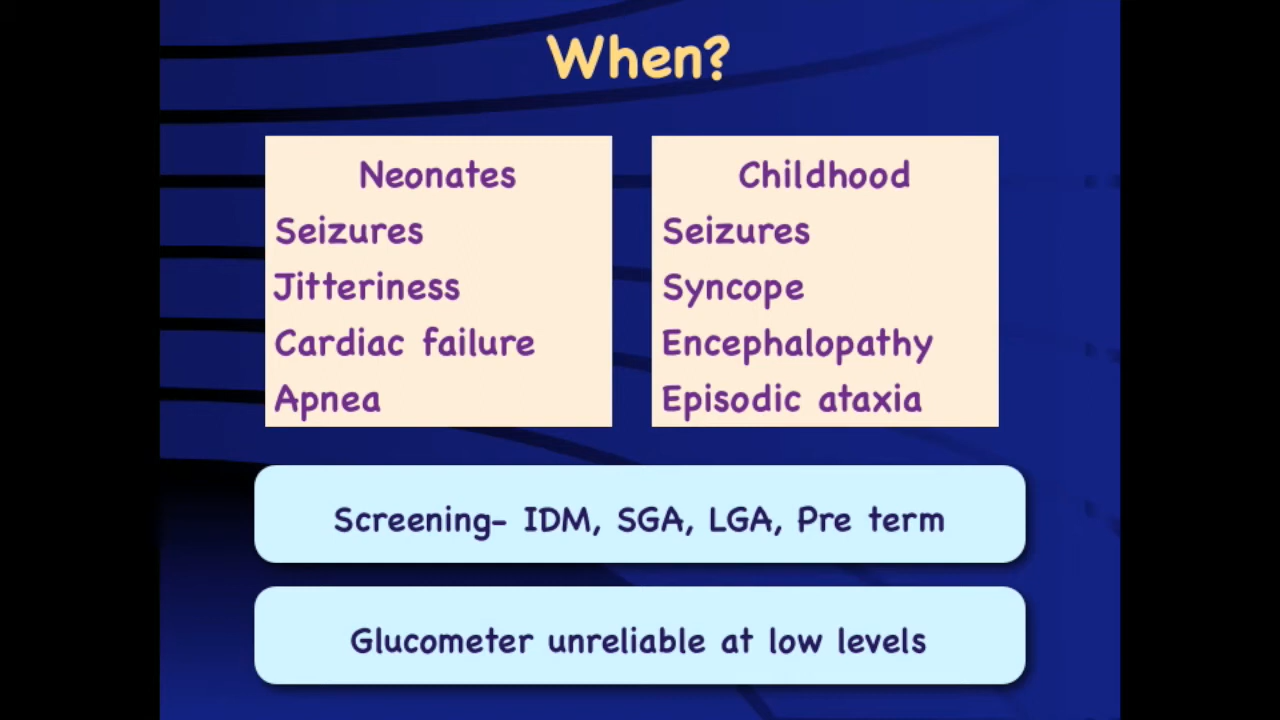 When?
Neonates
Seizures
Jitteriness
Cardiac failure
Apnea
Childhood
Seizures
Syncope
Encephalopathy
Episodic ataxia
Screening- IDM, SGA, LGA, Pre term
Glucometer unreliable at low levels